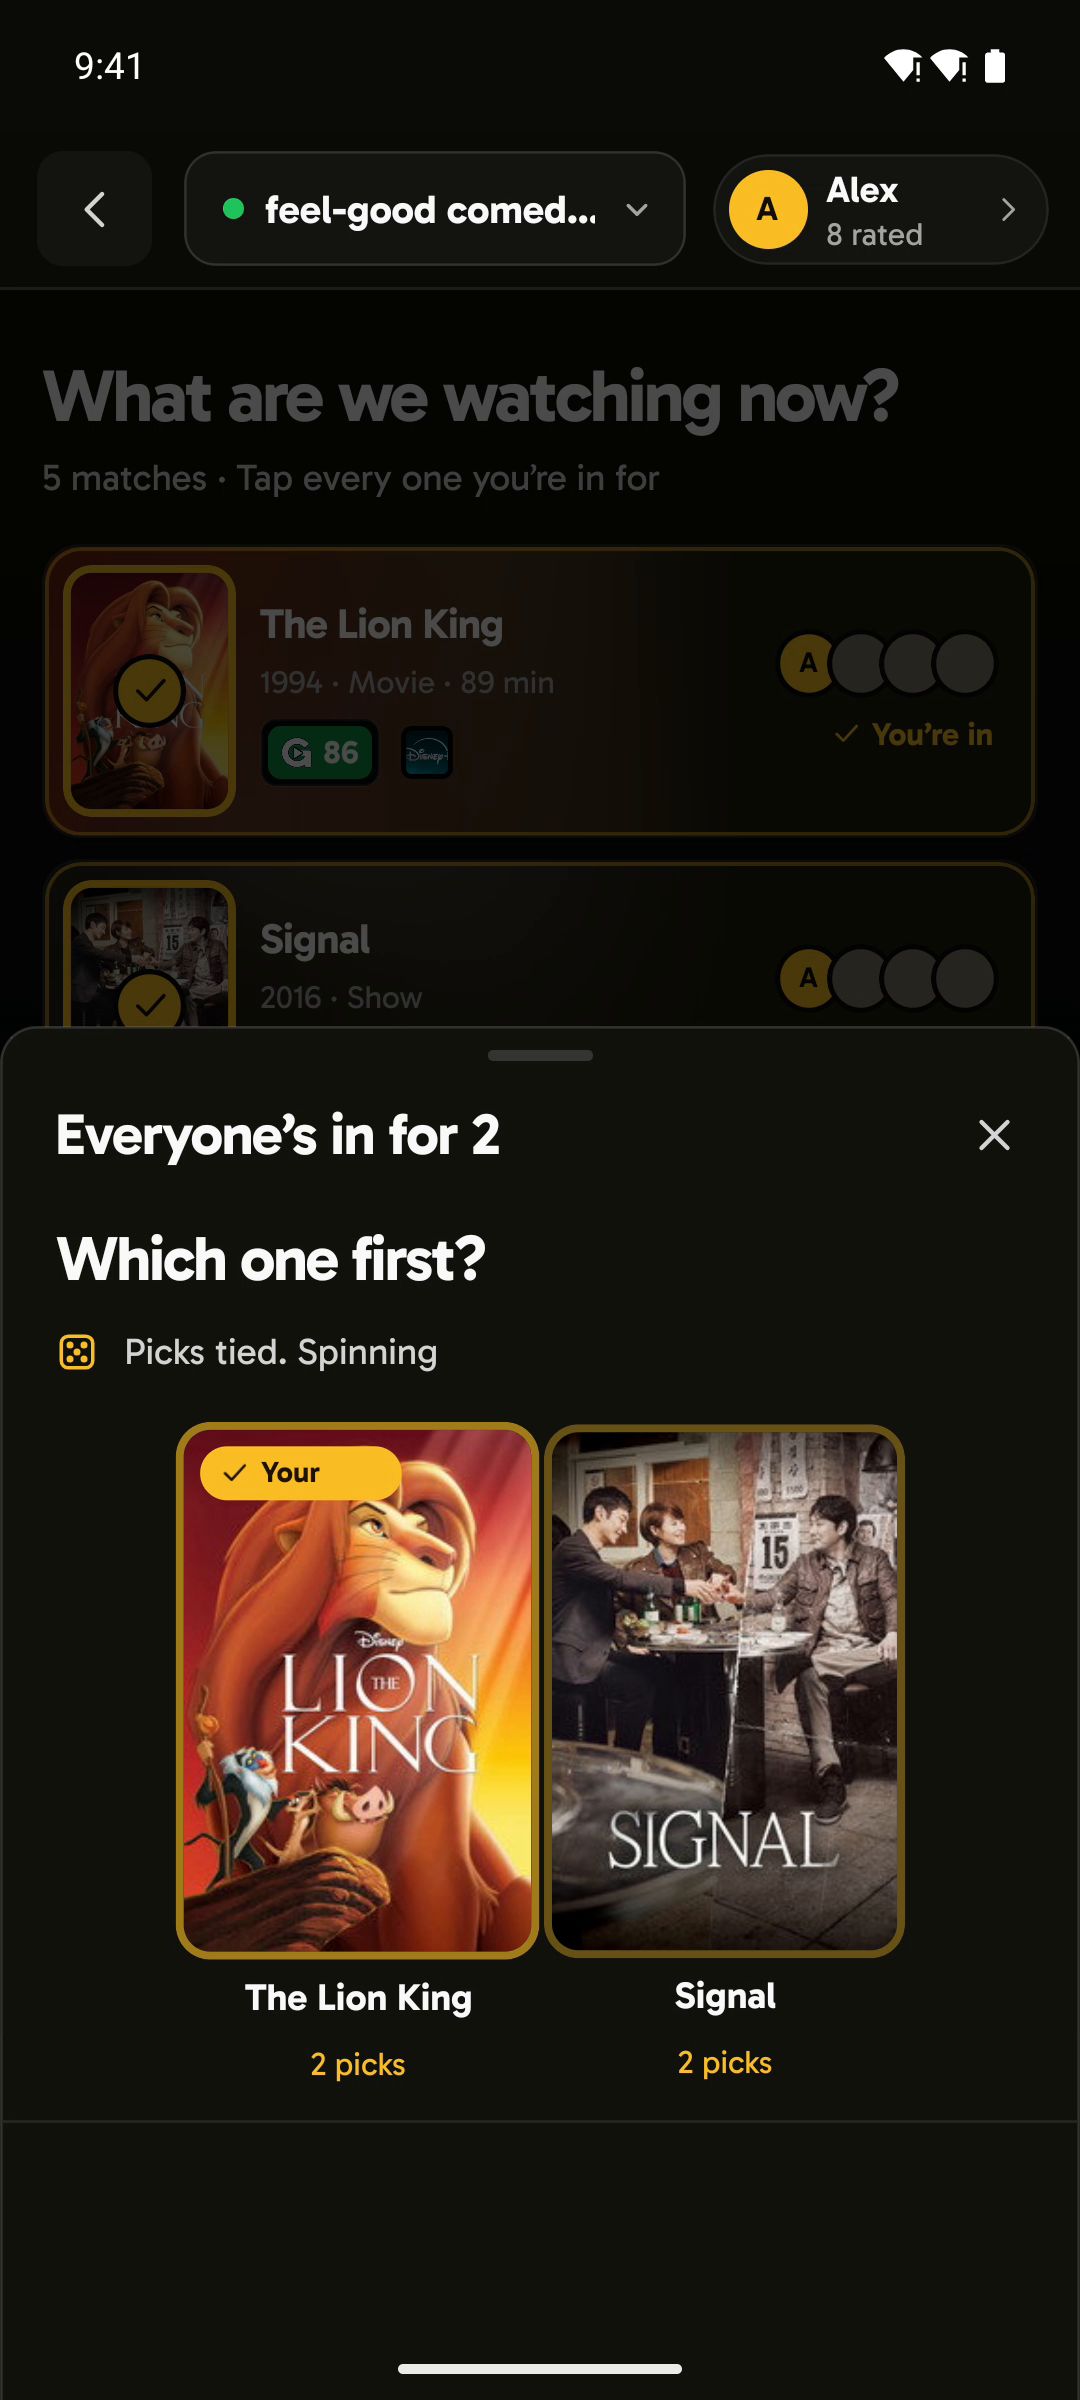 9:41
feel-good comed...
A
Alex
8 rated
What are we watching now?
5 matches · Tap every one you’re in for
The Lion King
1994 · Movie · 89 min
A
G 86
Disney+
You’re in
Signal
2016 · Show
A
15
Everyone’s in for 2
Which one first?
Picks tied. Spinning
Your
Disney
THE
LION
KING
15
SIGNAL
The Lion King
Signal
2 picks
2 picks